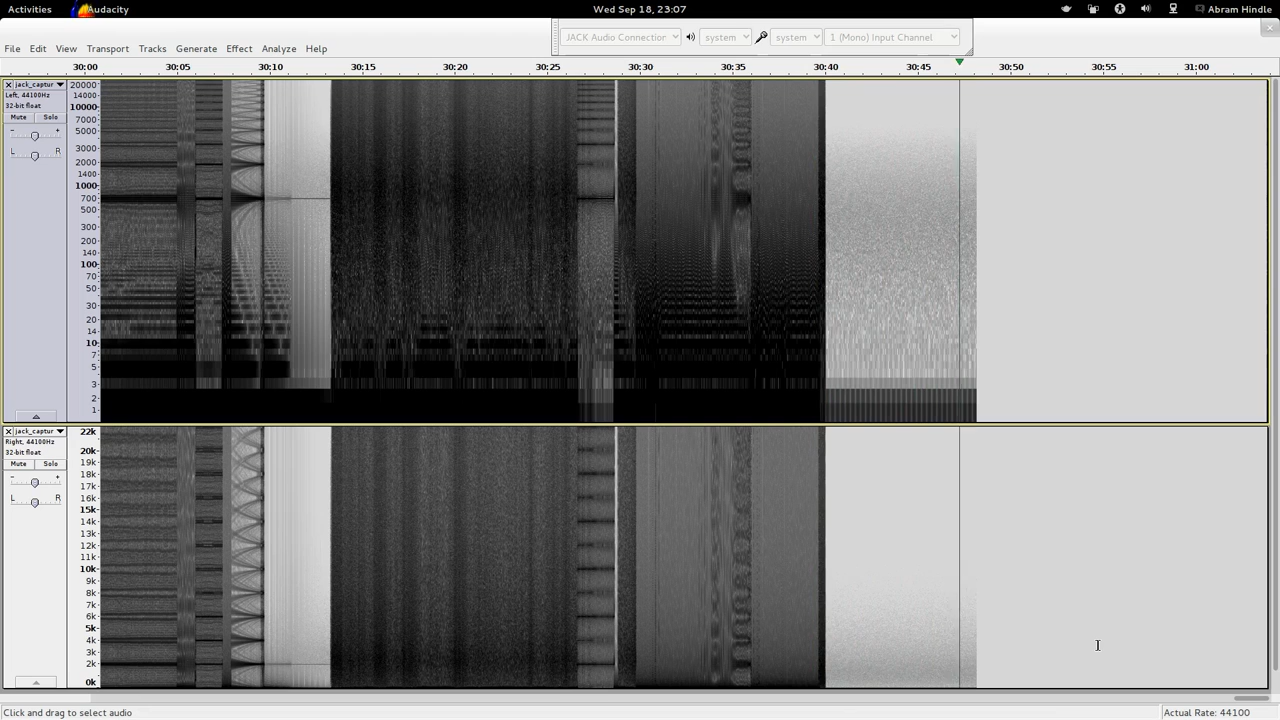 Activities Audacity Wed Sep 18, 23:07 Abram Hindle
File Edit View Transport Tracks Generate Effect Analyze Help
JACK Audio Connection system system 1 (Mono) Input Channel
30:00 30:05 30:10 30:15 30:20 30:25 30:30 30:35 30:40 30:45 30:50 30:55 31:00
jack_captur
Left, 44100Hz
32-bit float
Mute Solo
- +
L R
20000
14000
10000
7000
5000
3000
2000
1400
1000
700
500
300
200
140
100
70
50
30
20
14
10
7
5
3
2
1
jack_captur
Right, 44100Hz
32-bit float
Mute Solo
- +
L R
22k
20k
19k
18k
17k
16k
15k
14k
13k
12k
11k
10k
9k
8k
7k
6k
5k
4k
3k
2k
1k
0k
Click and drag to select audio Actual Rate: 44100